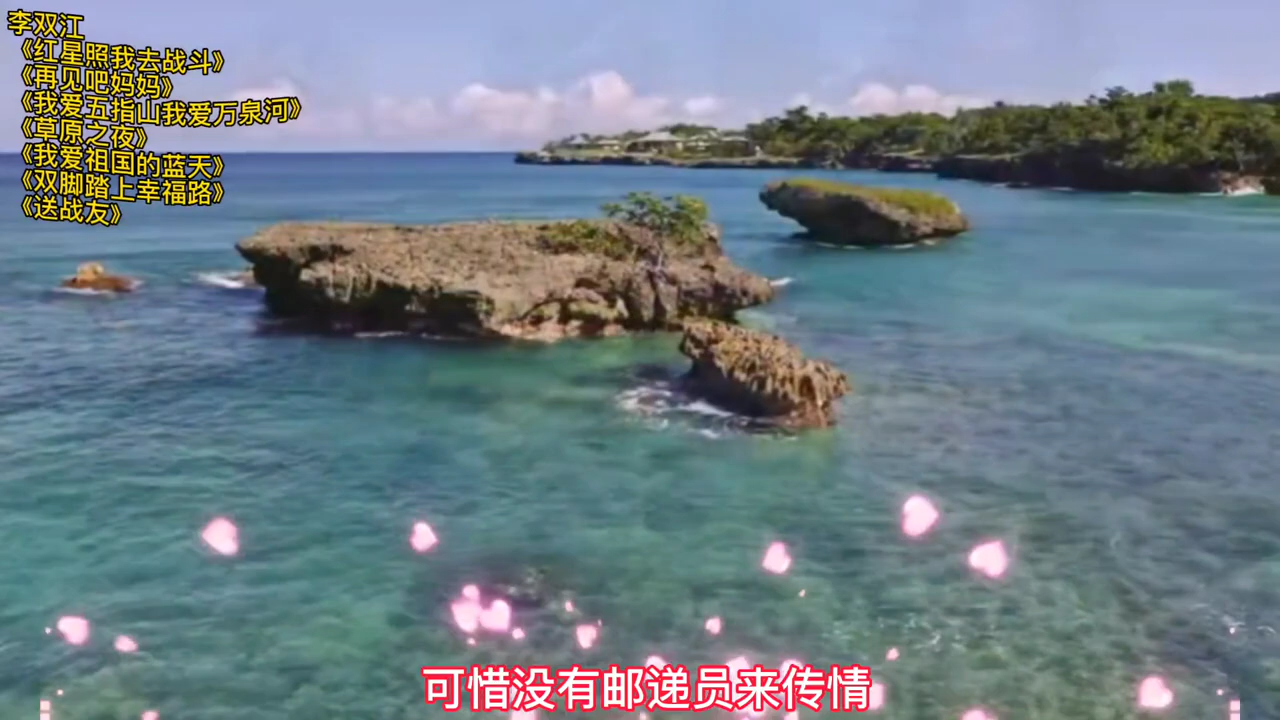 李双江
《红星照我去战斗》
《再见吧妈妈》
《我爱五指山我爱万泉河》
《草原之夜》
《我爱祖国的蓝天》
《双脚踏上幸福路》
《送战友》
可惜没有邮递员来传情